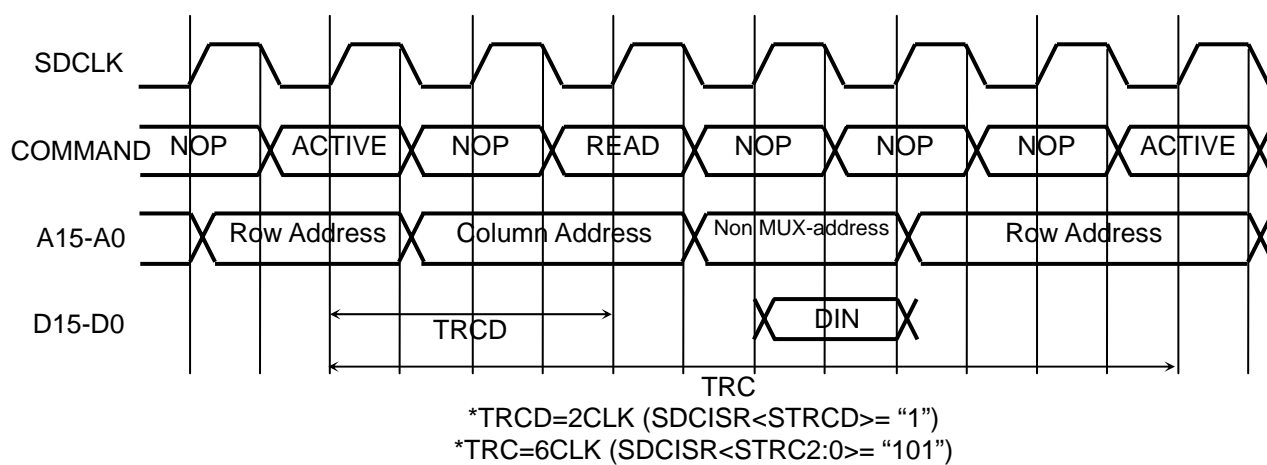 SDCLK
COMMAND NOP ACTIVE NOP READ NOP NOP NOP ACTIVE
A15-A0 Row Address Column Address Non MUX-address Row Address
D15-D0 TRCD DIN
TRC
*TRCD=2CLK (SDCISR<STRCD>= “1”)
*TRC=6CLK (SDCISR<STRC2:0>= “101”)